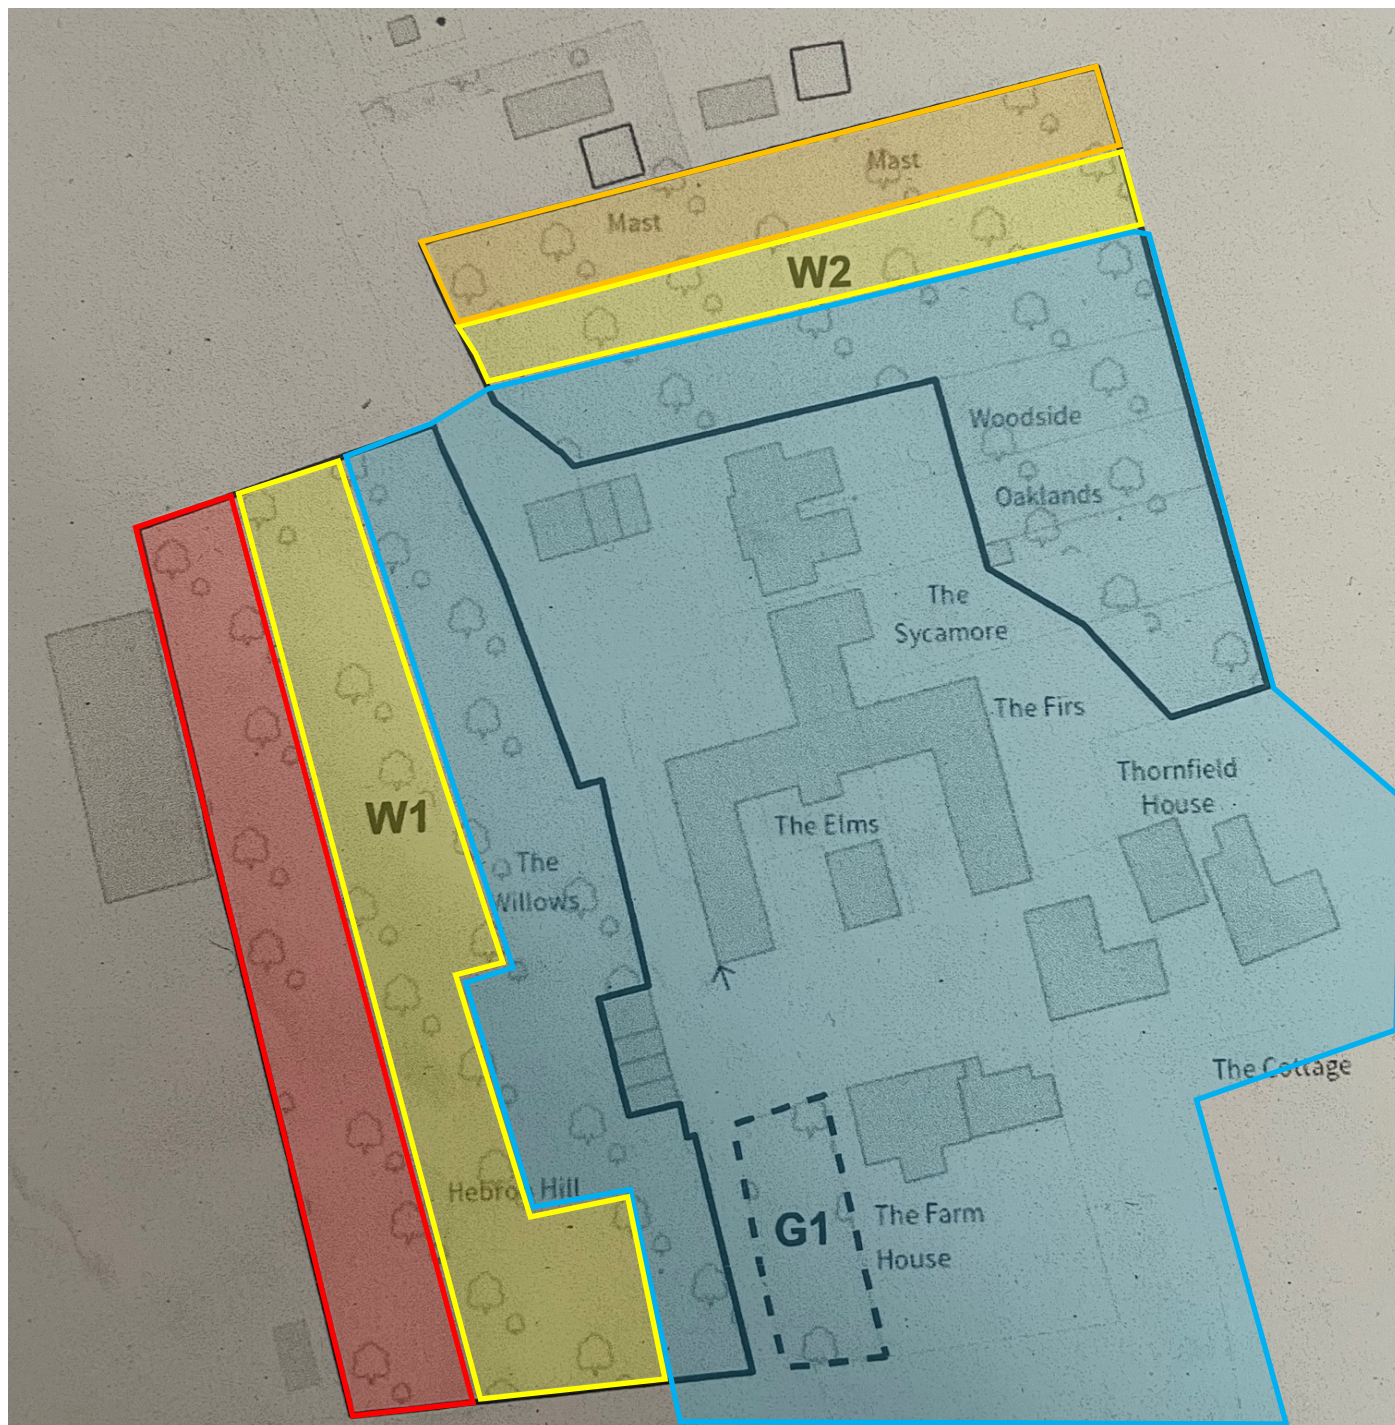 Mast
Mast
W2
Woodside
Oaklands
The
Sycamore
The Firs
Thornfield
House
W1
The Elms
The
Willows
The Cottage
Hebron Hill
G1
The Farm
House